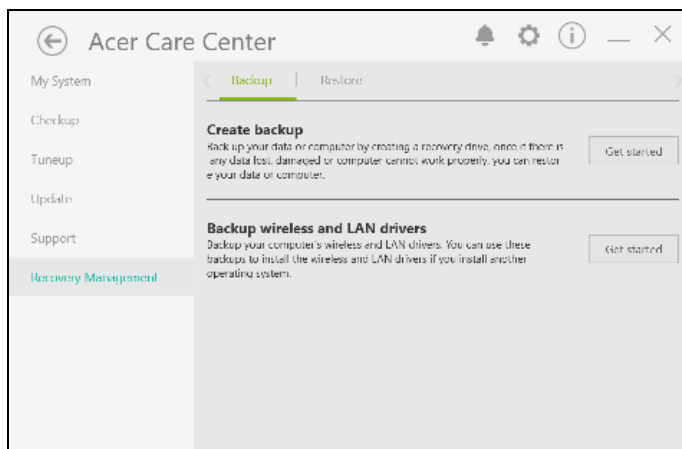 Acer Care Center
My System
Backup | Restore
Checkup
Create backup
Back up your data or computer by creating a recovery drive, once if there is
any data lost, damaged or computer cannot work properly, you can restor
e your data or computer.
Get started
Tuneup
Update
Backup wireless and LAN drivers
Backup your computer's wireless and LAN drivers. You can use these
backups to install the wireless and LAN drivers if you install another
operating system.
Get started
Support
Recovery Management